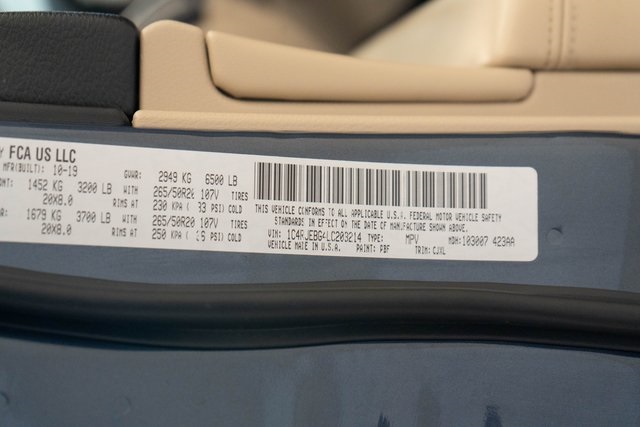 Y FCA US LLC
MFR(BUILT): 10-19 GVWR: 2949 KG 6500 LB
NT: 1452 KG 3200 LB WITH 265/50R20 107V TIRES
20X8.0 RIMS AT 230 KPA ( 33 PSI) COLD
R: 1679 KG 3700 LB WITH 265/50R20 107V TIRES
20X8.0 RIMS AT 250 KPA ( 36 PSI) COLD
THIS VEHICLE CONFORMS TO ALL APPLICABLE U.S.A. FEDERAL MOTOR VEHICLE SAFETY
STANDARDS IN EFFECT ON THE DATE OF MANUFACTURE SHOWN ABOVE
VIN: 1C4RJEBG4LC203214 TYPE: MPV MDH: 103007 423AA
VEHICLE MADE IN U.S.A. PAINT: PBF TRIM: CJXL